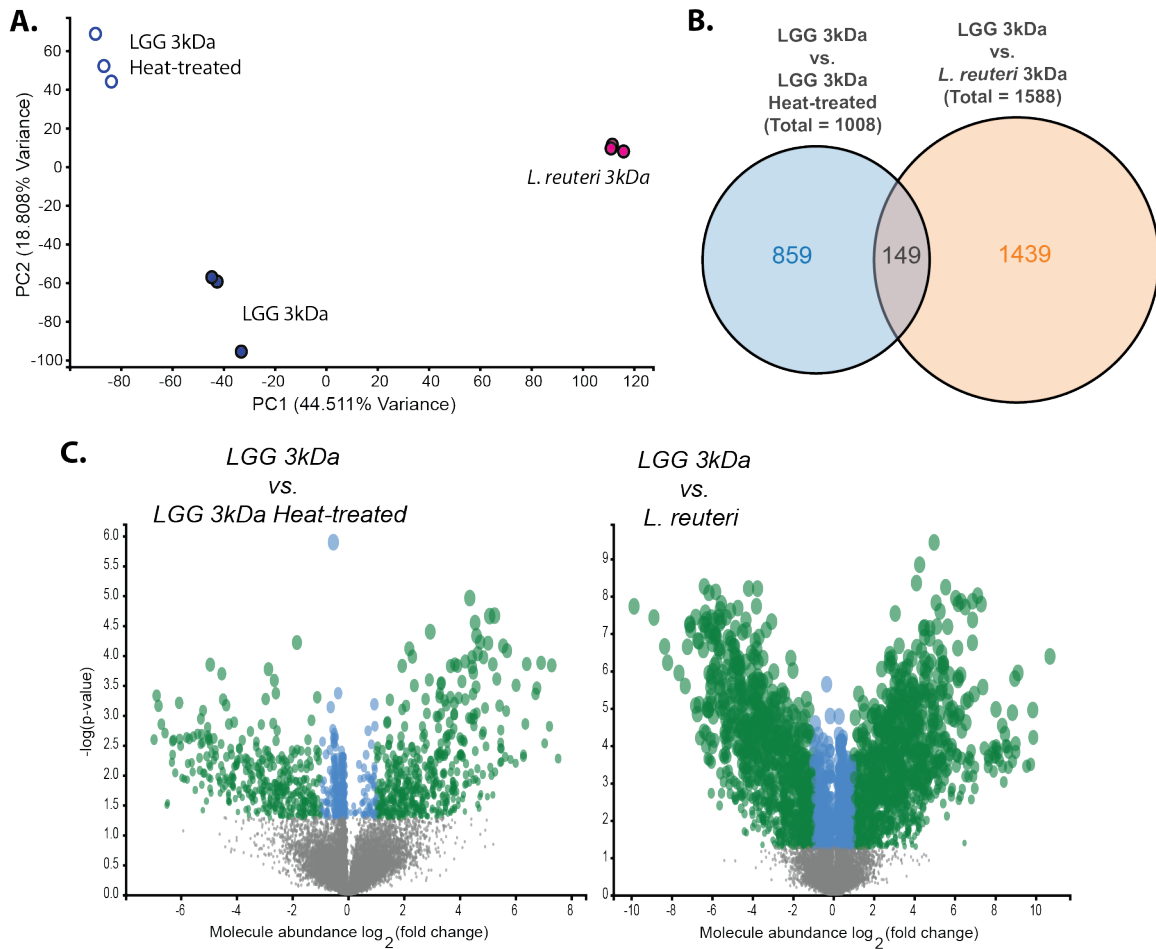 A.
LGG 3kDa
Heat-treated
60
40
20
0
-20
-40
-60
-80
-100
PC2 (18.808% Variance)
L. reuteri 3kDa
LGG 3kDa
-80
-60
-40
-20
0
20
40
60
80
100
120
PC1 (44.511% Variance)
B.
LGG 3kDa
vs.
LGG 3kDa
Heat-treated
(Total = 1008)
LGG 3kDa
vs.
L. reuteri 3kDa
(Total = 1588)
859
149
1439
C.
LGG 3kDa
vs.
LGG 3kDa Heat-treated
6.0
5.5
5.0
4.5
4.0
3.5
3.0
2.5
2.0
1.5
1.0
0.5
0.0
-log(p-value)
-6
-4
-2
0
2
4
6
8
Molecule abundance log2(fold change)
LGG 3kDa
vs.
L. reuteri
9
8
7
6
5
4
3
2
1
0
-10
-8
-6
-4
-2
0
2
4
6
8
10
Molecule abundance log2(fold change)